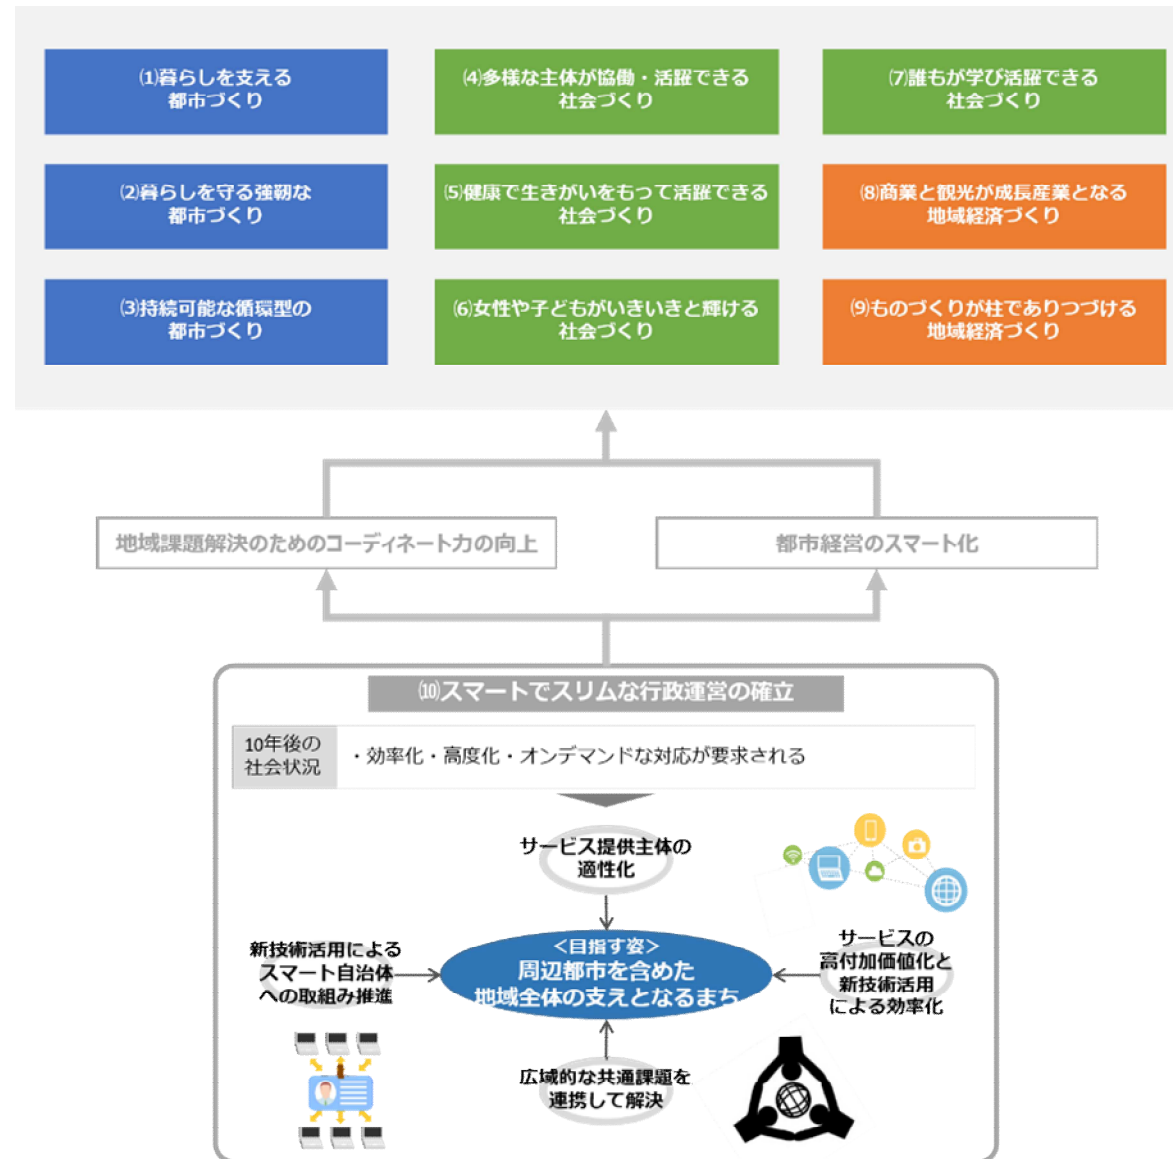 ⑴暮らしを支える
都市づくり
⑷多様な主体が協働・活躍できる
社会づくり
⑺誰もが学び活躍できる
社会づくり
⑵暮らしを守る強靭な
都市づくり
⑸健康で生きがいをもって活躍できる
社会づくり
⑻商業と観光が成長産業となる
地域経済づくり
⑶持続可能な循環型の
都市づくり
⑹女性や子どもがいきいきと輝ける
社会づくり
⑼ものづくりが柱でありつづける
地域経済づくり
地域課題解決のためのコーディネート力の向上
都市経営のスマート化
⑽スマートでスリムな行政運営の確立
10年後の
社会状況
・効率化・高度化・オンデマンドな対応が要求される
サービス提供主体の
適性化
新技術活用による
スマート自治体
への取組み推進
<目指す姿>
周辺都市を含めた
地域全体の支えとなるまち
サービスの
高付加価値化と
新技術活用
による効率化
広域的な共通課題を
連携して解決